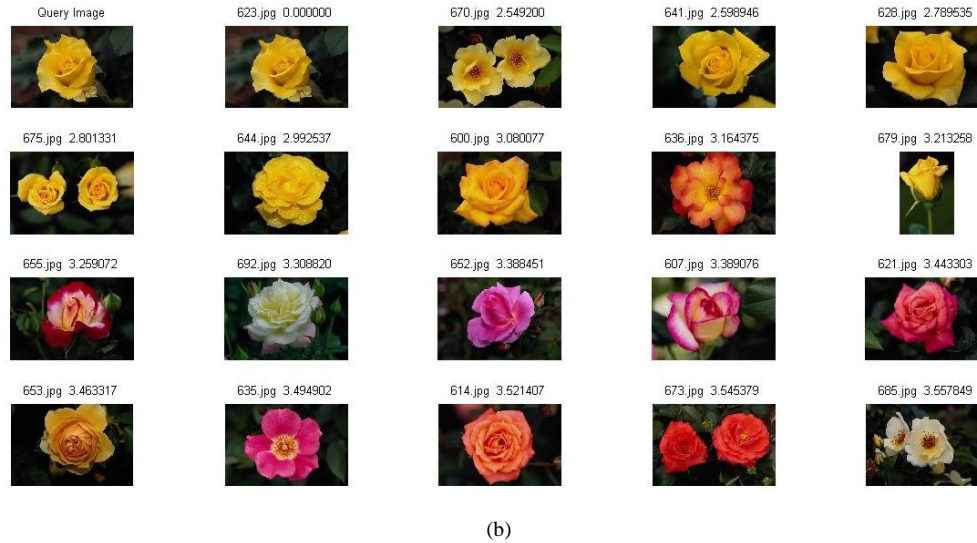 Query Image 623.jpg 0.000000 670.jpg 2.549200 641.jpg 2.598946 628.jpg 2.789535
675.jpg 2.801331 644.jpg 2.992537 600.jpg 3.080077 636.jpg 3.164375 679.jpg 3.213258
655.jpg 3.259072 692.jpg 3.308820 652.jpg 3.388451 607.jpg 3.389076 621.jpg 3.443303
653.jpg 3.463317 635.jpg 3.494902 614.jpg 3.521407 673.jpg 3.545379 685.jpg 3.557849
(b)